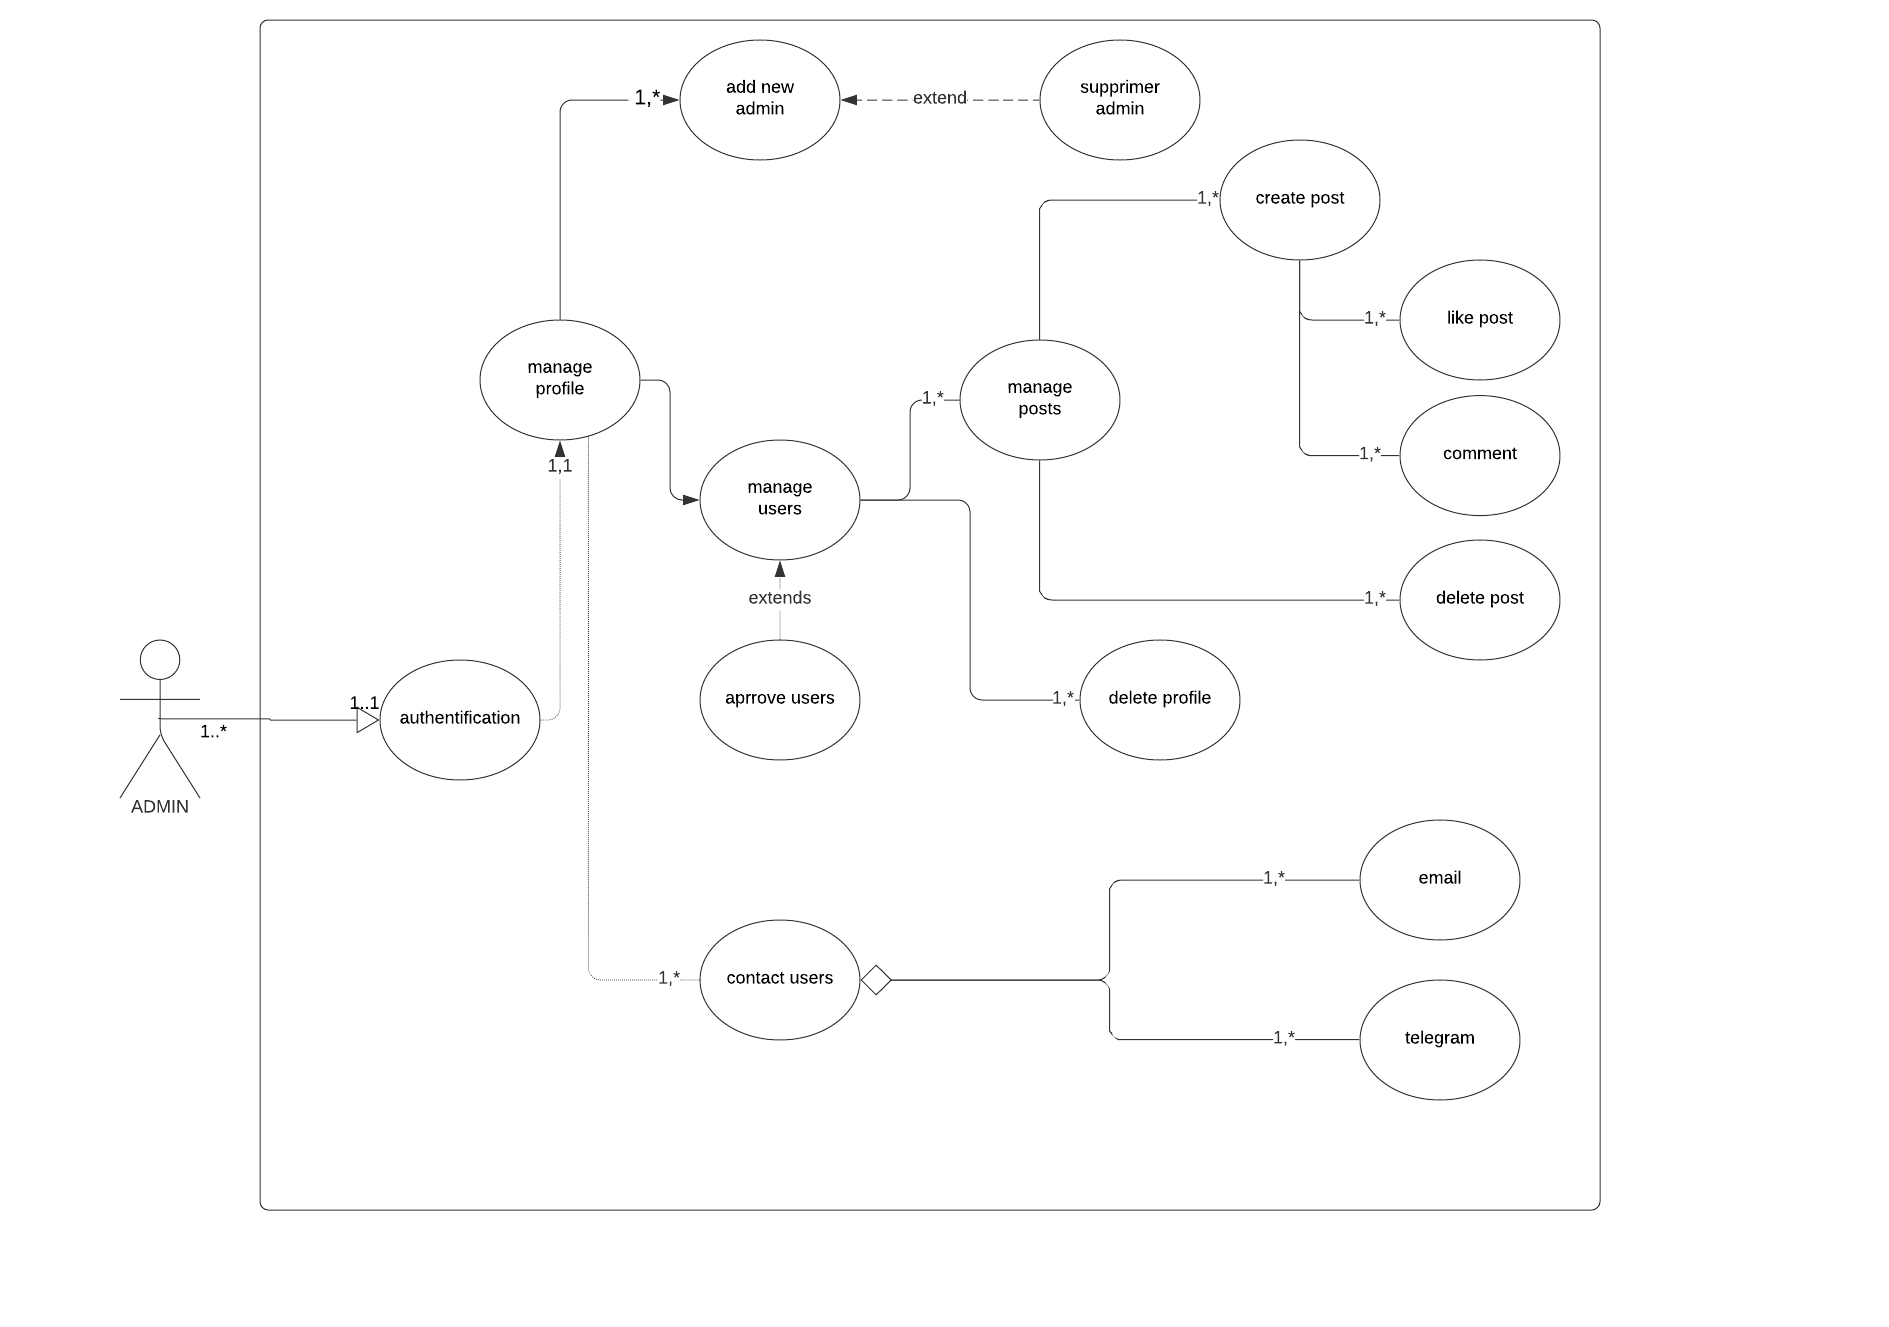 add new
admin
1,*
extend
supprimer
admin
1,*
create post
1,*
like post
manage
profile
1,*
manage
posts
1,*
comment
1,1
manage
users
extends
1,*
delete post
aprrove users
1,*
delete profile
1..1
authentification
1..*
ADMIN
1,*
email
1,*
contact users
1,*
telegram